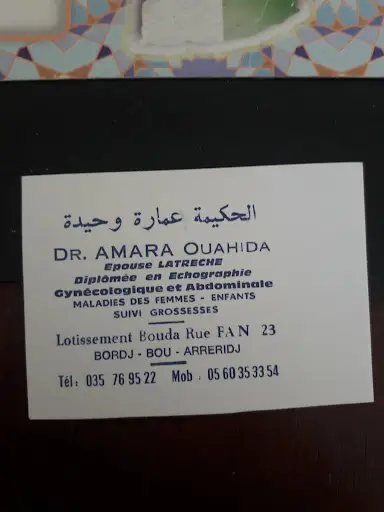 الحكيمة عمارة وحيدة
DR. AMARA OUAHIDA
Epouse LATRECHE
Diplômée en Echographie
Gynécologique et Abdominale
MALADIES DES FEMMES - ENFANTS
SUIVI GROSSESSES
Lotissement Bouda Rue FAN 23
BORDJ - BOU - ARRERIDJ
Tél: 035 76 95 22 Mob : 05 60 35 33 54